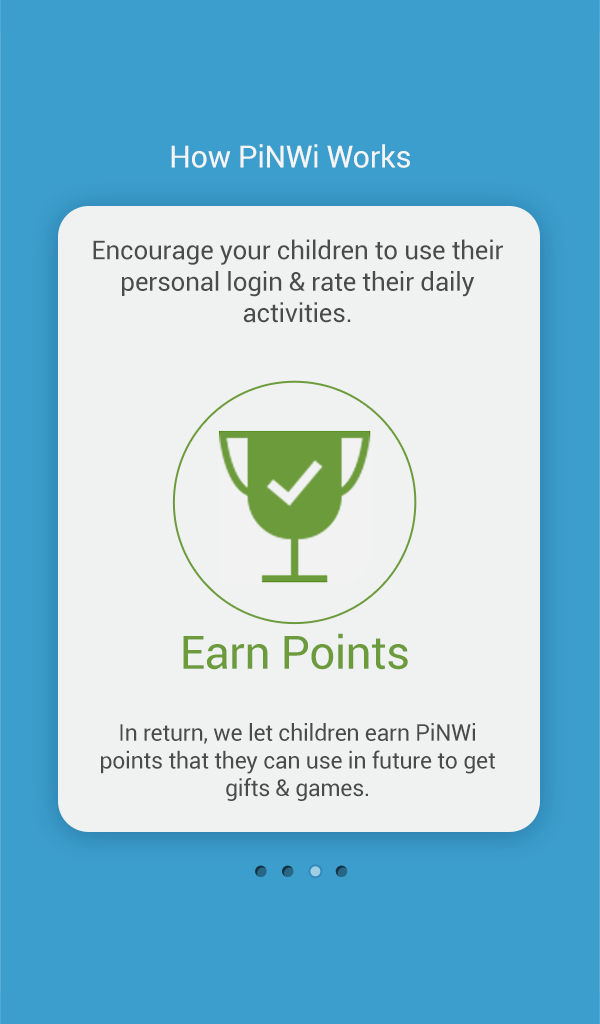 How PiNWi Works
Encourage your children to use their
personal login & rate their daily
activities.
Earn Points
In return, we let children earn PiNWi
points that they can use in future to get
gifts & games.